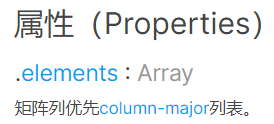 属性（Properties）
.elements : Array
矩阵列优先column-major列表。